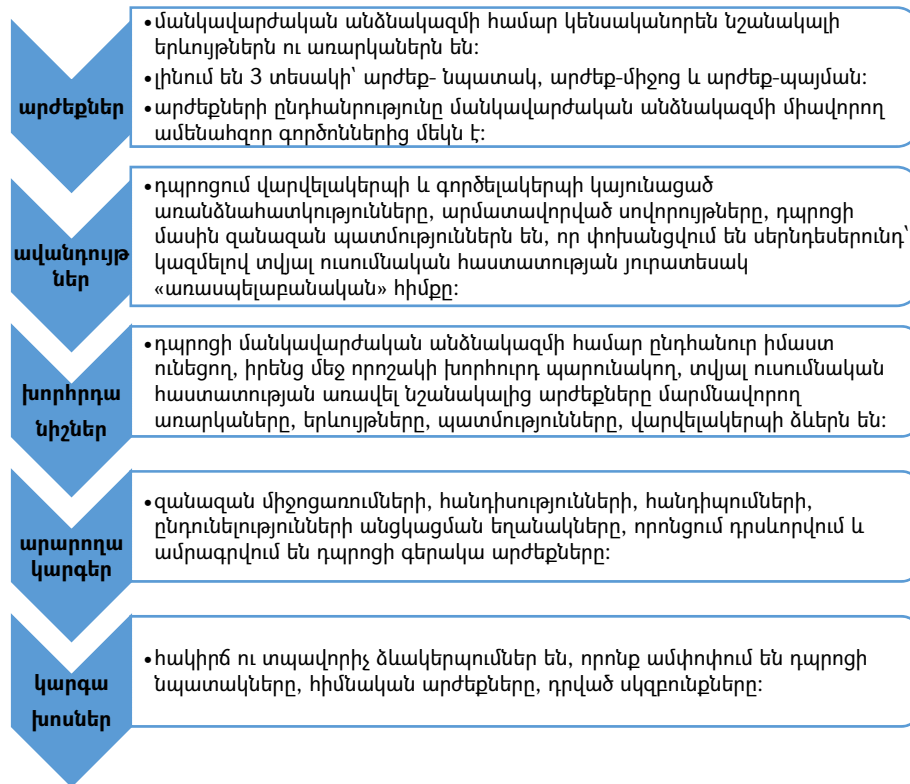 արժեքներ
•մանկավարժական անձնակազմի համար կենսականորեն նշանակալի
երևույթներն ու առարկաներն են:
•լինում են 3 տեսակի՝ արժեք- նպատակ, արժեք-միջոց և արժեք-պայման:
•արժեքների ընդհանրությունը մանկավարժական անձնակազմի միավորող
ամենահզոր գործոններից մեկն է:
ավանդույթ
ներ
•դպրոցում վարվելակերպի և գործելակերպի կայունացած
առանձնահատկությունները, արմատավորված սովորույթները, դպրոցի
մասին զանազան պատմություններն են, որ փոխանցվում են սերնդեսերունդ՝
կազմելով տվյալ ուսումնական հաստատության յուրատեսակ
«առասպելաբանական» հիմքը:
խորհրդա
նիշներ
•դպրոցի մանկավարժական անձնակազմի համար ընդհանուր իմաստ
ունեցող, իրենց մեջ որոշակի խորհուրդ պարունակող, տվյալ ուսումնական
հաստատության առավել նշանակալից արժեքները մարմնավորող
առարկաները, երևույթները, պատմությունները, վարվելակերպի ձևերն են:
արարողա
կարգեր
•զանազան միջոցառումների, հանդիսությունների, հանդիպումների,
ընդունելությունների անցկացման եղանակները, որոնցում դրսևորվում և
ամրագրվում են դպրոցի գերակա արժեքները:
կարգա
խոսներ
•հակիրճ ու տպավորիչ ձևակերպումներ են, որոնք ամփոփում են դպրոցի
նպատակները, հիմնական արժեքները, դրված սկզբունքները: